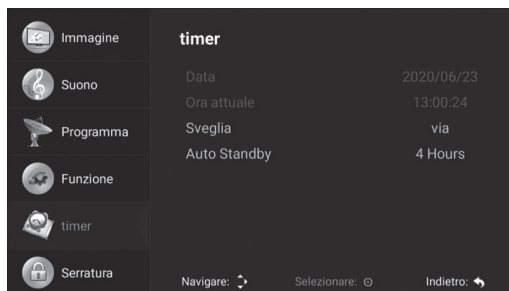 Immagine
Suono
Programma
Funzione
timer
Serratura
timer
Data 2020/06/23
Ora attuale 13:00:24
Sveglia via
Auto Standby 4 Hours
Navigare: Selezionare: Indietro: